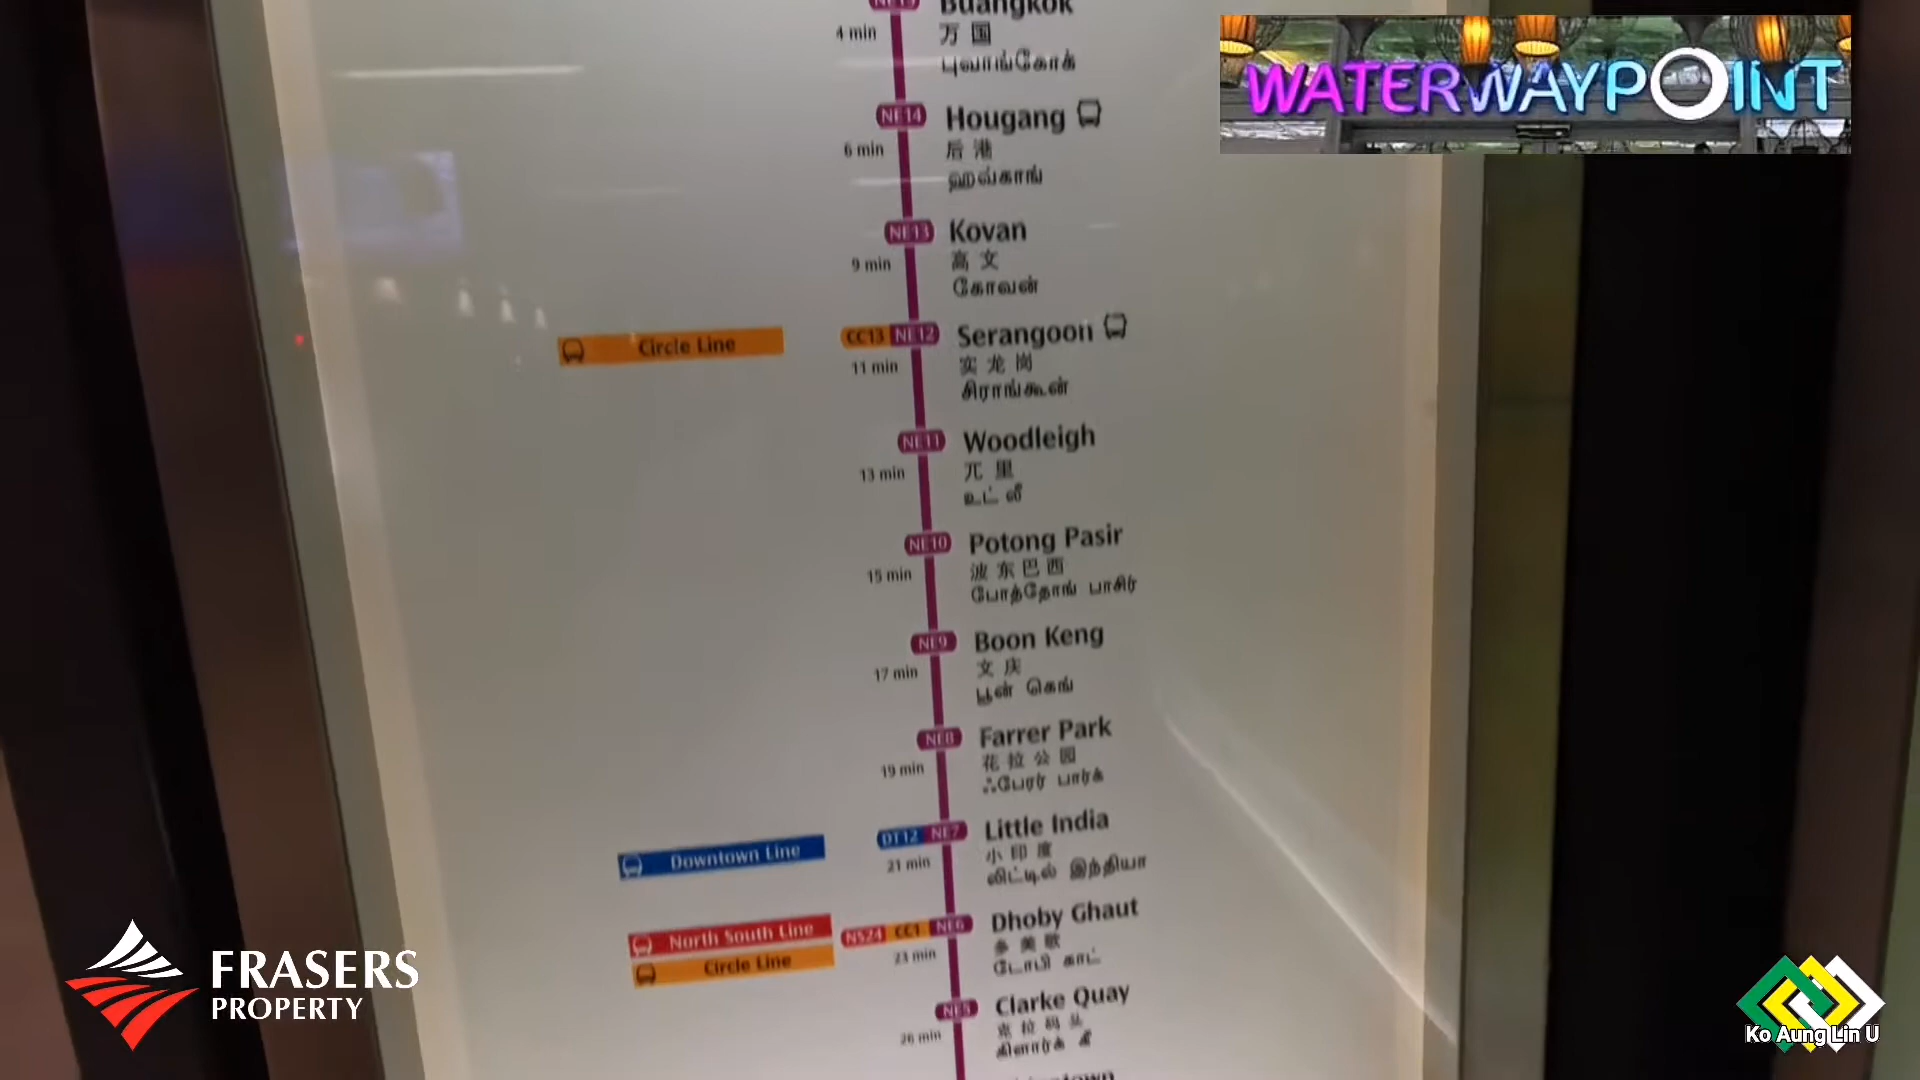 Buangkok
4 min
万国
புவாங்கோக்
WATERWAYPOINT
NE14
Hougang
6 min
后港
ஹவ்காங்
NE13
Kovan
9 min
高文
கோவன்
Circle Line
CC13 NE12
Serangoon
11 min
实龙岗
சிராங்கூன்
NE11
Woodleigh
13 min
兀里
உட்லீ
NE10
Potong Pasir
15 min
波东巴西
போத்தோங் பாசிர்
NE9
Boon Keng
17 min
文庆
பூன் கெங்
NE8
Farrer Park
19 min
花拉公园
ஃபேரர் பார்க்
Downtown Line
DT12 NE7
Little India
21 min
小印度
லிட்டில் இந்தியா
North South Line
NS24 CC1 NE6
Dhoby Ghaut
Circle Line
23 min
多美歌
டோபி காட்
NE5
Clarke Quay
26 min
克拉码头
கிளார்க் கீ
FRASERS
PROPERTY
Ko Aung Lin U